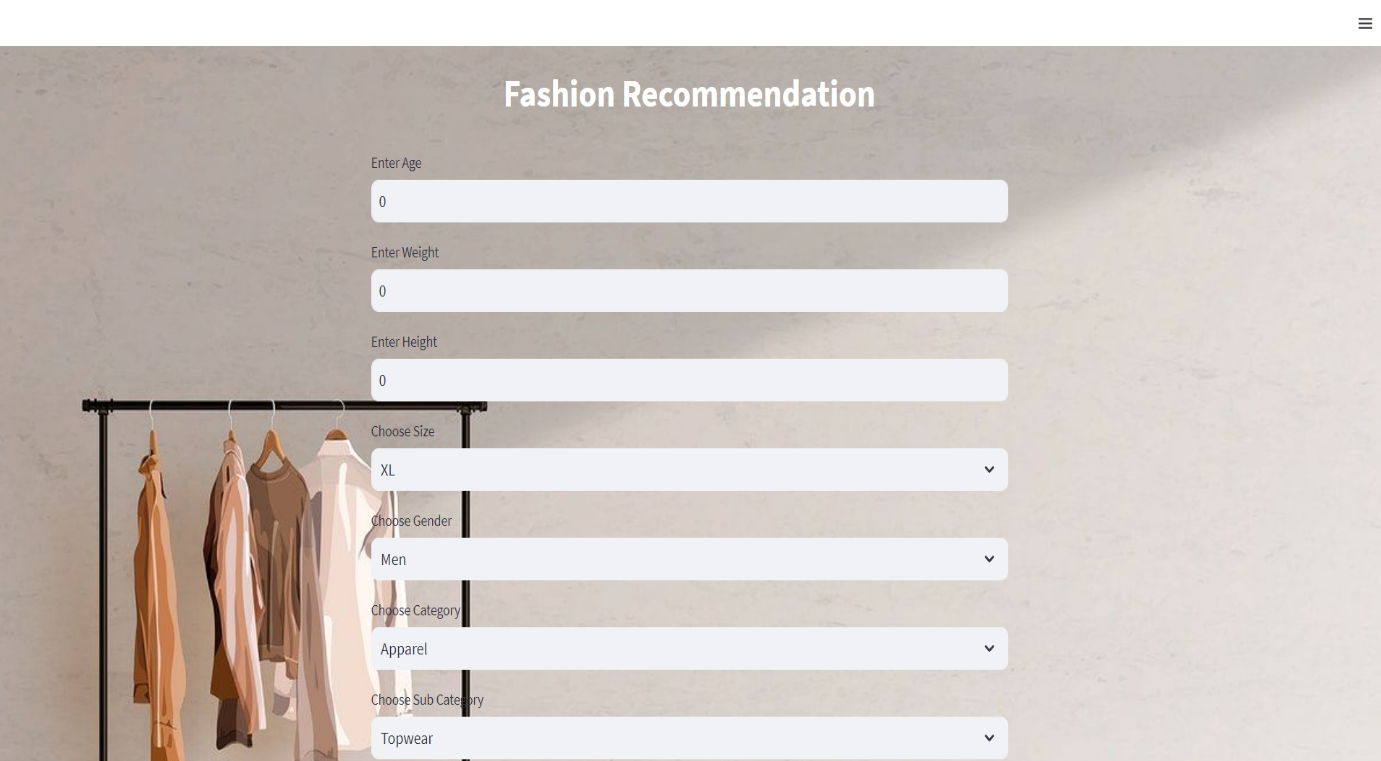 Fashion Recommendation
Enter Age
0
Enter Weight
0
Enter Height
0
Choose Size
XL
Choose Gender
Men
Choose Category
Apparel
Choose Sub Category
Topwear